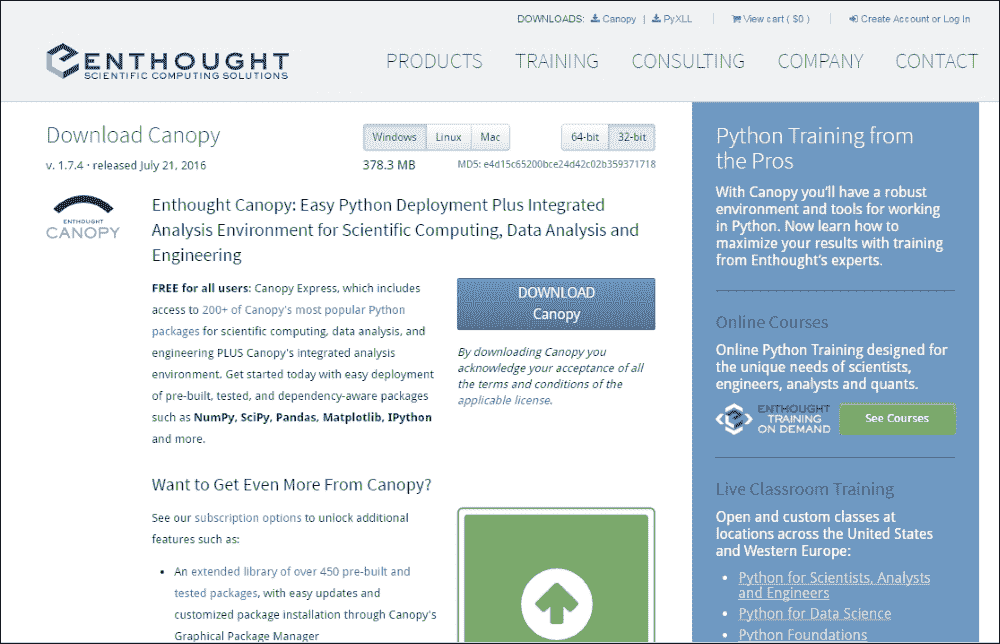 DOWNLOADS: Canopy | PyXLL | View cart ( $0 ) | Create Account or Log In
ENTHOUGHT
SCIENTIFIC COMPUTING SOLUTIONS
PRODUCTS TRAINING CONSULTING COMPANY CONTACT
Download Canopy
v. 1.7.4 · released July 21, 2016
Windows Linux Mac
64-bit 32-bit
378.3 MB
MD5: e4d15c65200bce24d42c02b359371718
ENTHOUGHT
CANOPY
Enthought Canopy: Easy Python Deployment Plus Integrated
Analysis Environment for Scientific Computing, Data Analysis and
Engineering
FREE for all users: Canopy Express, which includes
access to 200+ of Canopy's most popular Python
packages for scientific computing, data analysis, and
engineering PLUS Canopy's integrated analysis
environment. Get started today with easy deployment
of pre-built, tested, and dependency-aware packages
such as NumPy, SciPy, Pandas, Matplotlib, IPython
and more.
DOWNLOAD
Canopy
By downloading Canopy you
acknowledge your acceptance of all
the terms and conditions of the
applicable license.
Want to Get Even More From Canopy?
See our subscription options to unlock additional
features such as:
• An extended library of over 450 pre-built and
tested packages, with easy updates and
customized package installation through Canopy's
Graphical Package Manager
Python Training from
the Pros
With Canopy you'll have a robust
environment and tools for working
in Python. Now learn how to
maximize your results with training
from Enthought's experts.
Online Courses
Online Python Training designed for
the unique needs of scientists,
engineers, analysts and quants.
ENTHOUGHT
TRAINING
ON DEMAND
See Courses
Live Classroom Training
Open and custom classes at
locations across the United States
and Western Europe:
• Python for Scientists, Analysts
and Engineers
• Python for Data Science
• Python Foundations